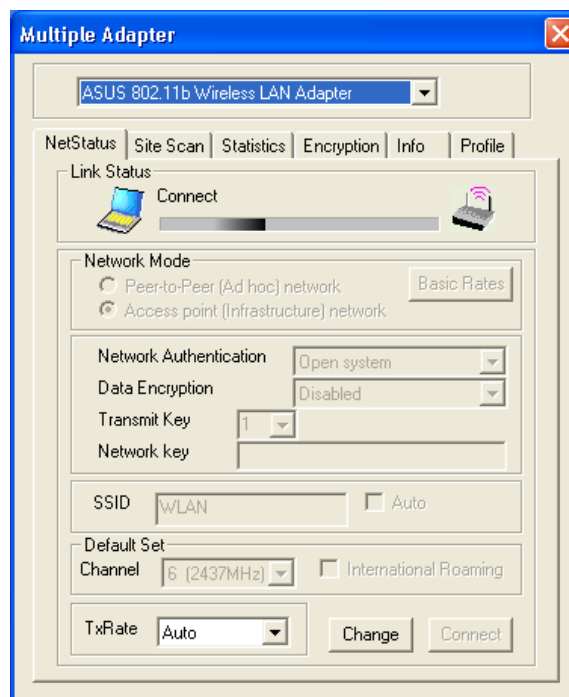 Multiple Adapter
ASUS 802.11b Wireless LAN Adapter
NetStatus Site Scan Statistics Encryption Info Profile
Link Status
Connect
Network Mode
Peer-to-Peer (Ad hoc) network Basic Rates
Access point (Infrastructure) network
Network Authentication Open system
Data Encryption Disabled
Transmit Key 1
Network key
SSID WLAN Auto
Default Set
Channel 6 (2437MHz) International Roaming
TxRate Auto Change Connect